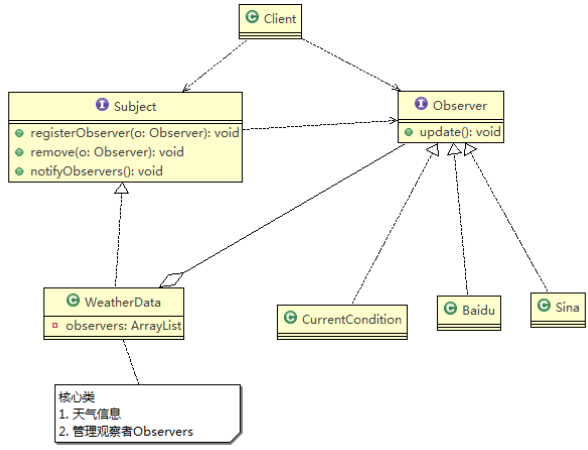 C Client
I Subject
registerObserver(o: Observer): void
remove(o: Observer): void
notifyObservers(): void
I Observer
update(): void
C WeatherData
observers: ArrayList
C CurrentCondition
C Baidu
C Sina
核心类
1. 天气信息
2. 管理观察者Observers